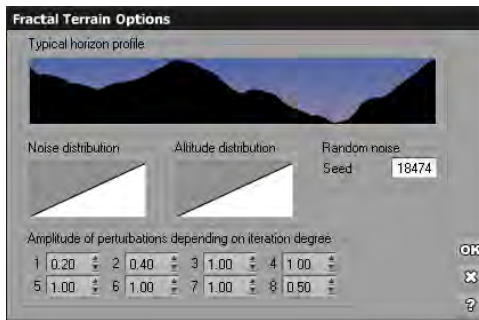 Fractal Terrain Options
Typical horizon profile
Noise distribution
Altitude distribution
Random noise
Seed 18474
Amplitude of perturbations depending on iteration degree
1 0.20 2 0.40 3 1.00 4 1.00
5 1.00 6 1.00 7 1.00 8 0.50
OK
?